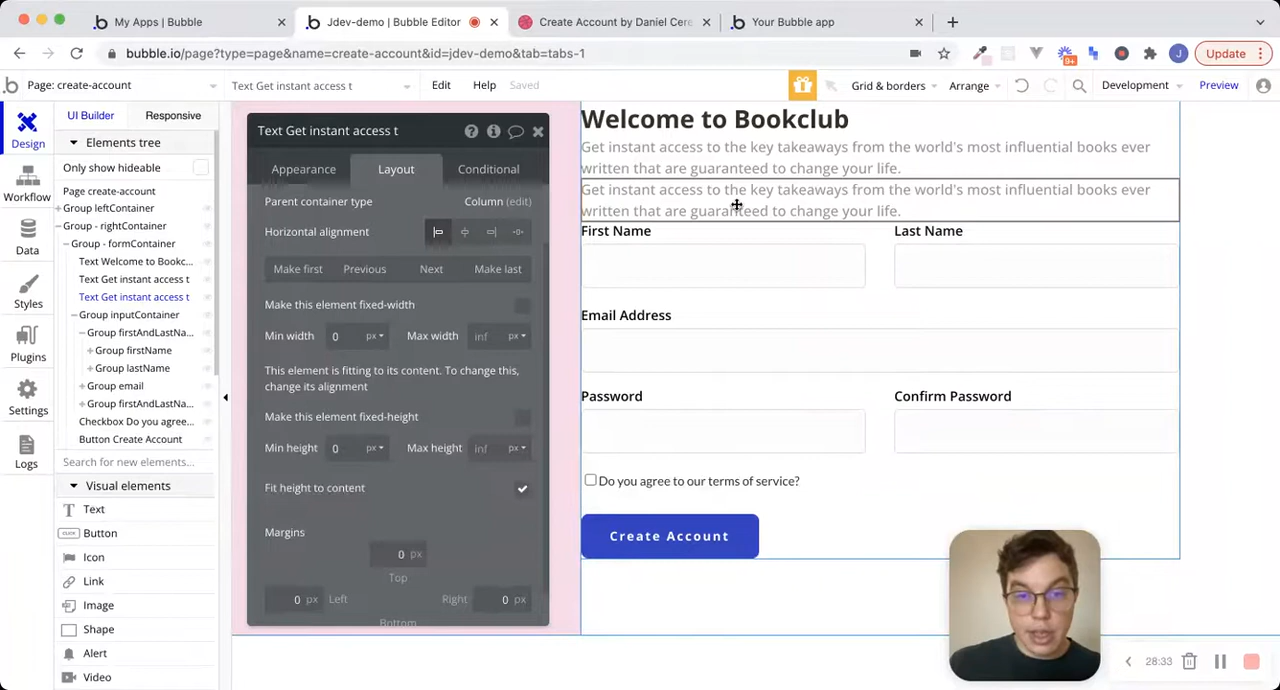 My Apps | Bubble
Jdev-demo | Bubble Editor
Create Account by Daniel Cere
Your Bubble app
bubble.io/page?type=page&name=create-account&id=jdev-demo&tab=tabs-1
9+
J
Update
Page: create-account
Text Get instant access t
Edit
Help
Saved
Grid & borders
Arrange
Development
Preview
Design
Workflow
Data
Styles
Plugins
Settings
Logs
UI Builder
Responsive
Elements tree
Only show hideable
Page create-account
Group leftContainer
Group - rightContainer
Group - formContainer
Text Welcome to Bookc...
Text Get instant access t
Text Get instant access t
Group inputContainer
Group firstAndLastNa...
Group firstName
Group lastName
Group email
Group firstAndLastNa...
Checkbox Do you agree...
Button Create Account
Search for new elements...
Visual elements
Text
Button
Icon
Link
Image
Shape
Alert
Video
Text Get instant access t
Appearance
Layout
Conditional
Parent container type
Column (edit)
Horizontal alignment
Make first
Previous
Next
Make last
Make this element fixed-width
Min width
0
px
Max width
inf
px
This element is fitting to its content. To change this,
change its alignment
Make this element fixed-height
Min height
0
px
Max height
inf
px
Fit height to content
Margins
0 px
Top
0 px
Left
Right
0 px
Bottom
Welcome to Bookclub
Get instant access to the key takeaways from the world's most influential books ever
written that are guaranteed to change your life.
Get instant access to the key takeaways from the world's most influential books ever
written that are guaranteed to change your life.
First Name
Last Name
Email Address
Password
Confirm Password
Do you agree to our terms of service?
Create Account
28:33